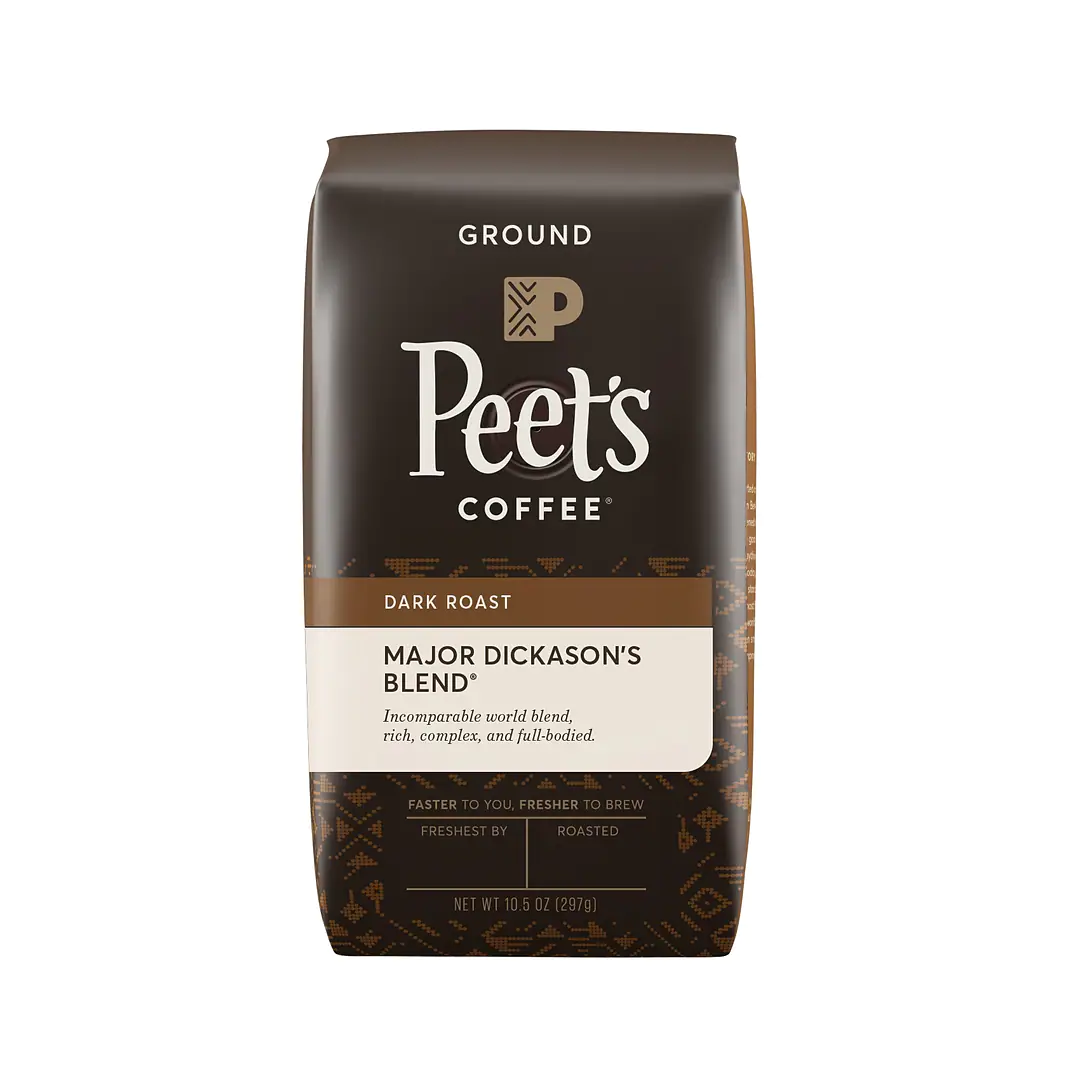 GROUND
P
Peet's
COFFEE®
DARK ROAST
MAJOR DICKASON'S
BLEND®
Incomparable world blend,
rich, complex, and full-bodied.
FASTER TO YOU, FRESHER TO BREW
FRESHEST BY ROASTED
NET WT 10.5 OZ (297g)